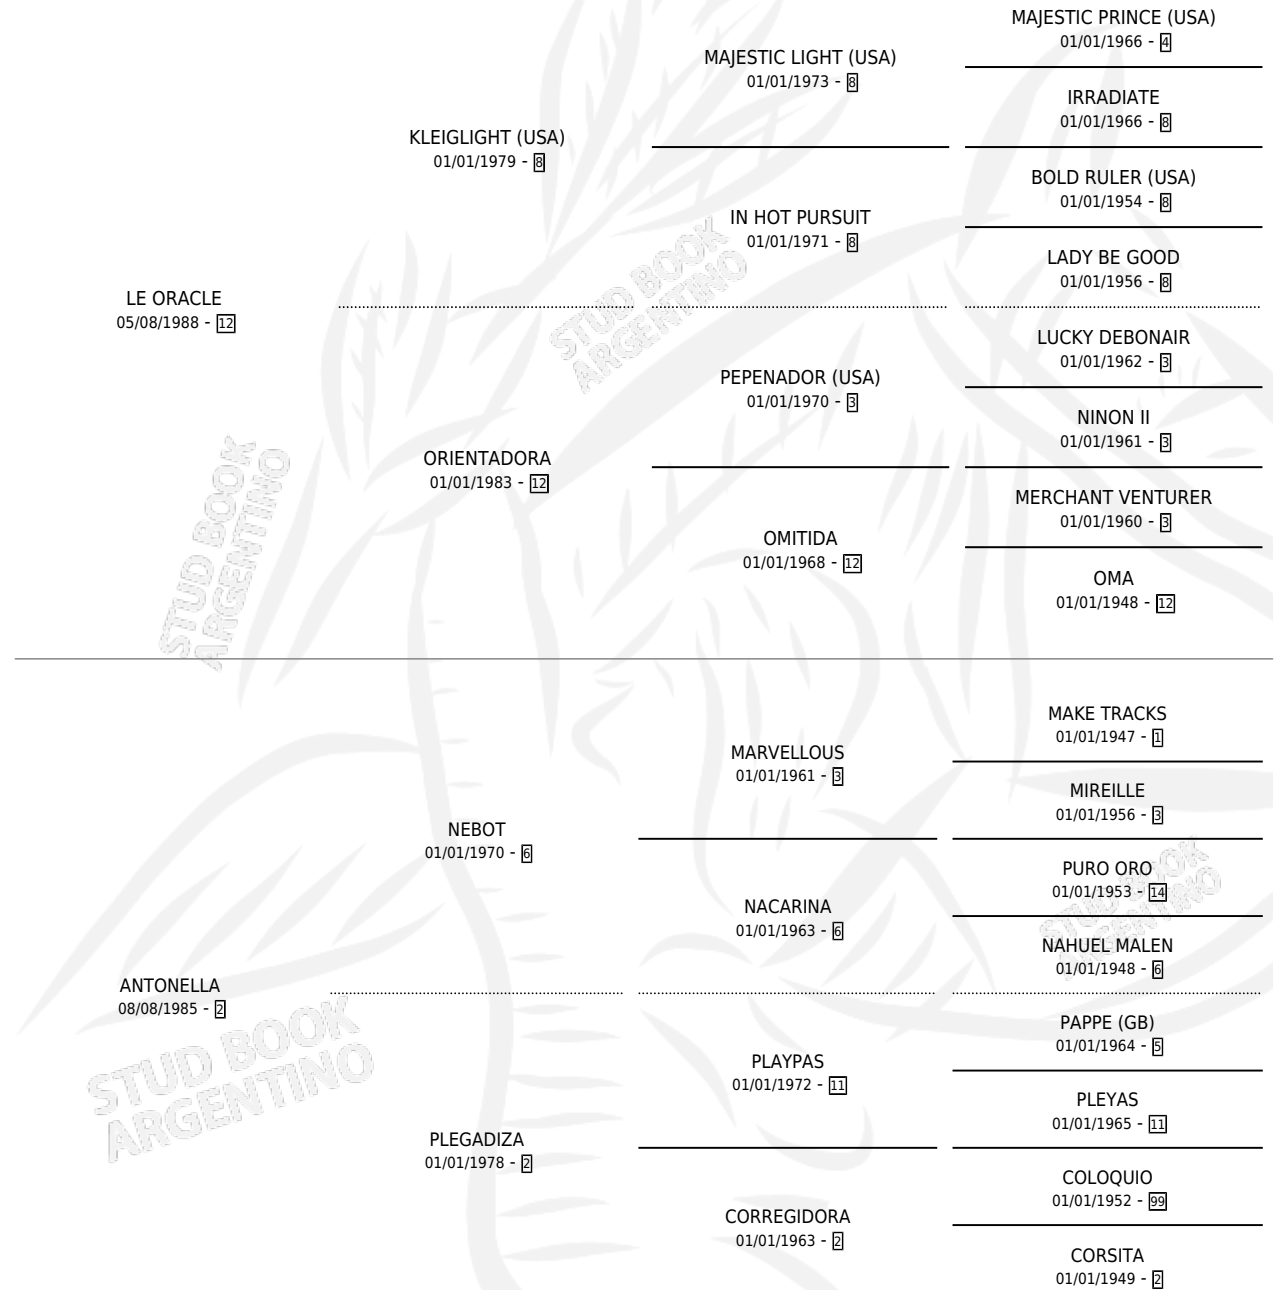 MAJESTIC PRINCE (USA)
01/01/1966 - 4
MAJESTIC LIGHT (USA)
01/01/1973 - 8
IRRADIATE
01/01/1966 - 8
KLEIGLIGHT (USA)
01/01/1979 - 8
BOLD RULER (USA)
01/01/1954 - 8
IN HOT PURSUIT
01/01/1971 - 8
LADY BE GOOD
01/01/1956 - 8
LE ORACLE
05/08/1988 - 12
LUCKY DEBONAIR
01/01/1962 - 3
PEPENADOR (USA)
01/01/1970 - 3
NINON II
01/01/1961 - 3
ORIENTADORA
01/01/1983 - 12
MERCHANT VENTURER
01/01/1960 - 3
OMITIDA
01/01/1968 - 12
OMA
01/01/1948 - 12
MAKE TRACKS
01/01/1947 - 1
MARVELLOUS
01/01/1961 - 3
MIREILLE
01/01/1956 - 3
NEBOT
01/01/1970 - 6
PURO ORO
01/01/1953 - 14
NACARINA
01/01/1963 - 6
NAHUEL MALEN
01/01/1948 - 6
ANTONELLA
08/08/1985 - 2
PAPPE (GB)
01/01/1964 - 5
PLAYPAS
01/01/1972 - 11
PLEYAS
01/01/1965 - 11
PLEGADIZA
01/01/1978 - 2
COLOQUIO
01/01/1952 - 99
CORREGIDORA
01/01/1963 - 2
CORSITA
01/01/1949 - 2
STUD BOOK
ARGENTINO
STUD BOOK
ARGENTINO
STUD BOOK
ARGENTINO
STUD BOOK
ARGENTINO